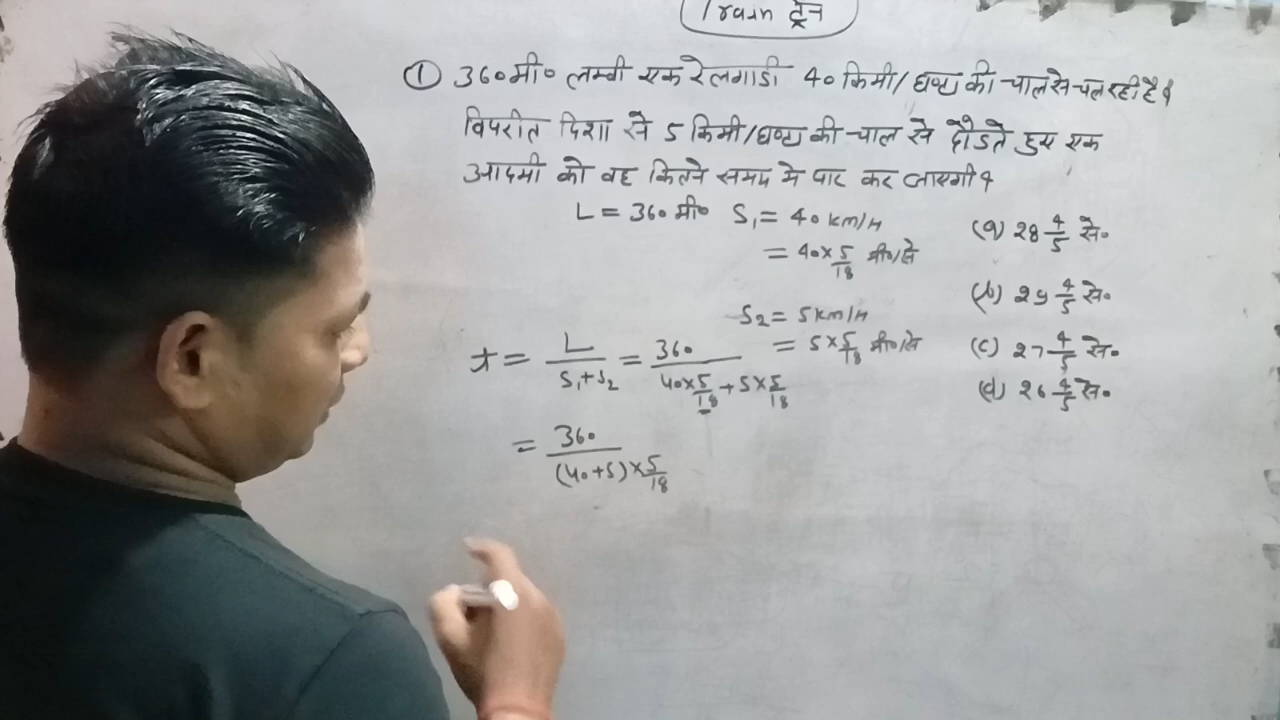 Train ट्रेन
① 360 मी० लम्बी एक रेलगाडी 40 किमी/घण्टा की चाल से चल रही है।
विपरीत दिशा से 5 किमी/घण्टा की चाल से दौडते हुए एक
आदमी को वह कितने समय मे पार कर जाएगी?
L = 360 मी० S₁ = 40 km/H
= 40 × 5/18 मी०/से
S₂ = 5 km/H
= 5 × 5/18 मी०/से
t = L/(S₁+S₂) = 360/(40 × 5/18 + 5 × 5/18)
= 360/((40+5) × 5/18)
(a) 28 4/5 से०
(b) 29 4/5 से०
(c) 27 4/5 से०
(d) 26 4/5 से०